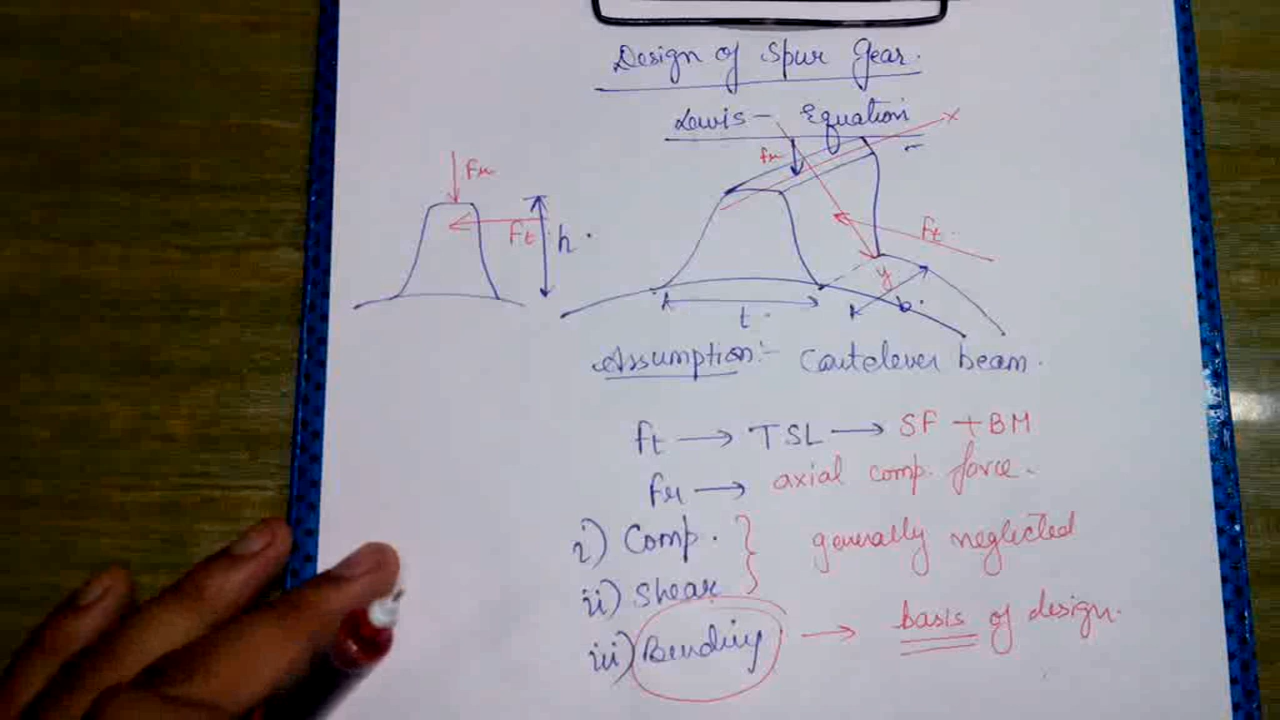 Design of Spur Gear.
Lewis - Equation
x
Fr
Fr
Ft
h.
Ft.
y
t.
b.
Assumption:- Cantelever beam.
Ft → TSL → SF + BM
Fr → axial comp. force.
i) Comp.
ii) Shear
generally neglected
iii) Bending → basis of design.